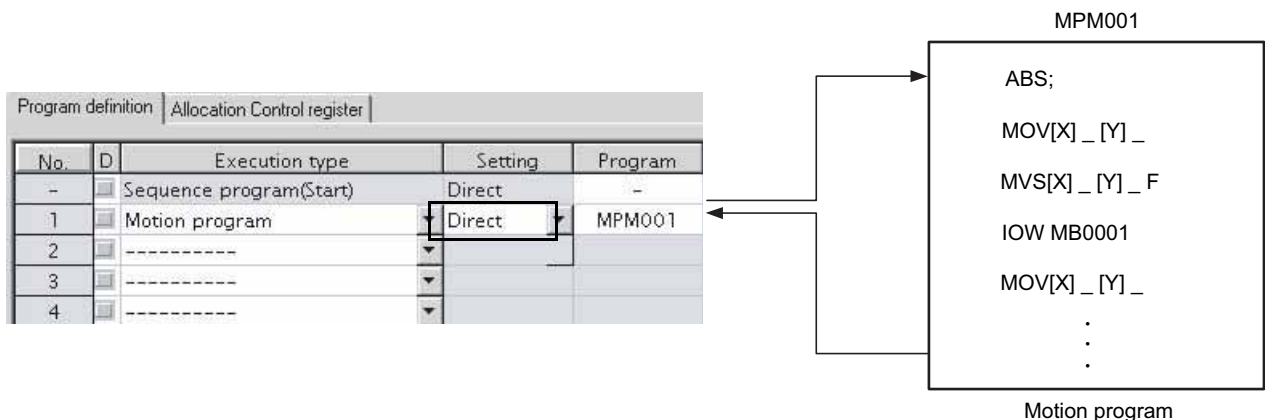 Program definition Allocation Control register
No. D Execution type Setting Program
- Sequence program(Start) Direct -
1 Motion program Direct MPM001
2 ----------
3 ----------
4 ----------
MPM001
ABS;
MOV[X] _ [Y] _
MVS[X] _ [Y] _ F
IOW MB0001
MOV[X] _ [Y] _
.
.
.
Motion program